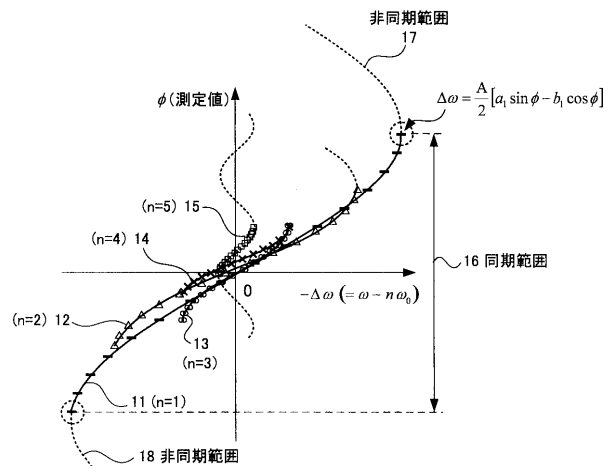 非同期範囲
17
φ(測定値)
Δω = A/2 [a₁ sin φ − b₁ cos φ]
(n=5) 15
(n=4) 14
16 同期範囲
0
−Δω (= ω − nω₀)
(n=2) 12
13
(n=3)
11 (n=1)
18 非同期範囲